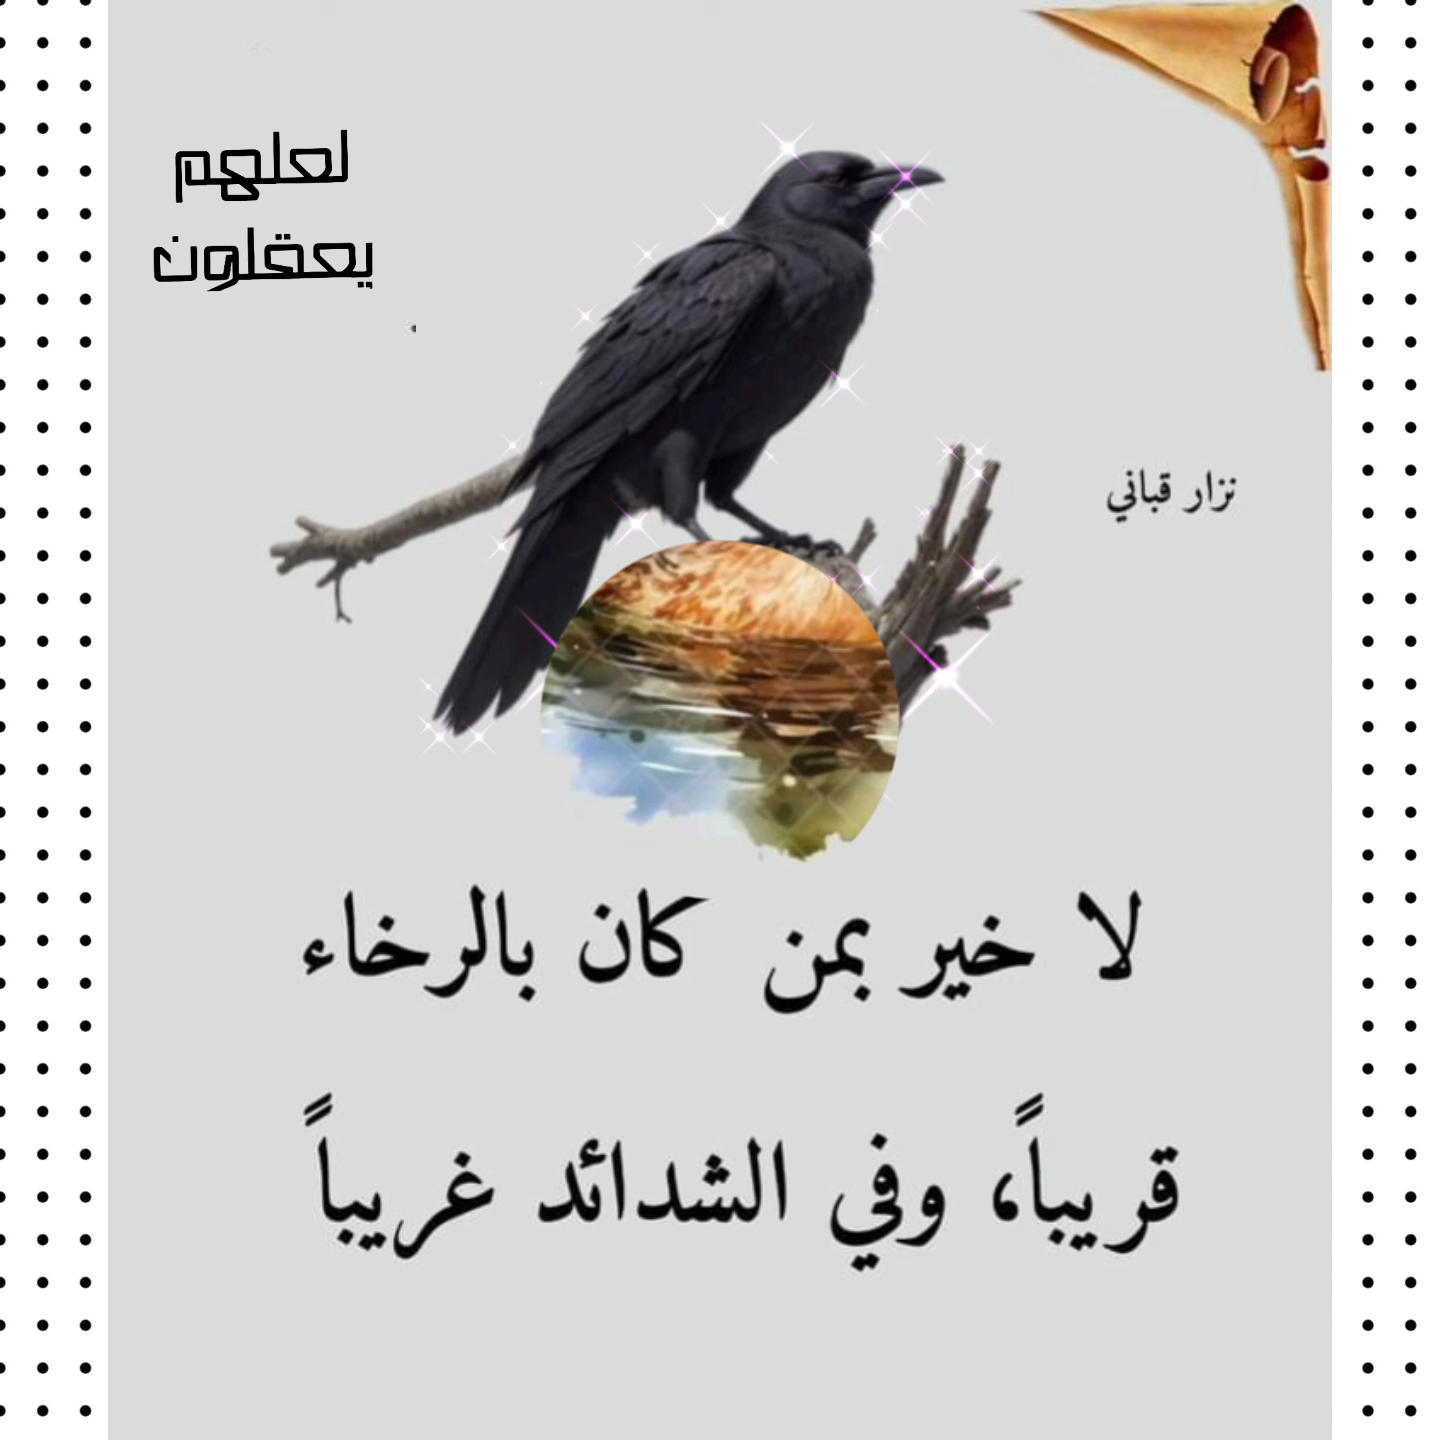 لعلهم
يعقلون
نزار قباني
لا خير بمن كان بالرخاء
قريباً، وفي الشدائد غريباً